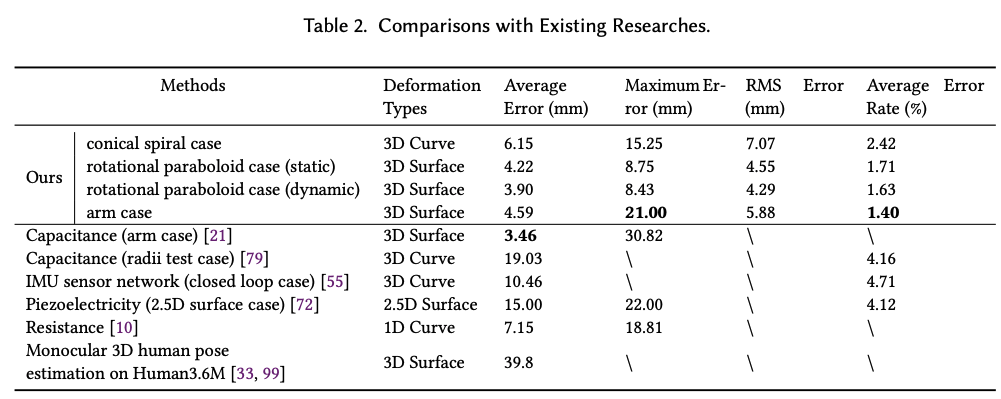 Table 2. Comparisons with Existing Researches.
Methods Deformation Types Average Error (mm) Maximum Er-ror (mm) RMS Error (mm) Average Error Rate (%)
Ours
conical spiral case 3D Curve 6.15 15.25 7.07 2.42
rotational paraboloid case (static) 3D Surface 4.22 8.75 4.55 1.71
rotational paraboloid case (dynamic) 3D Surface 3.90 8.43 4.29 1.63
arm case 3D Surface 4.59 21.00 5.88 1.40
Capacitance (arm case) [21] 3D Surface 3.46 30.82 \ \
Capacitance (radii test case) [79] 3D Curve 19.03 \ \ 4.16
IMU sensor network (closed loop case) [55] 3D Curve 10.46 \ \ 4.71
Piezoelectricity (2.5D surface case) [72] 2.5D Surface 15.00 22.00 \ 4.12
Resistance [10] 1D Curve 7.15 18.81 \ \
Monocular 3D human pose
estimation on Human3.6M [33, 99] 3D Surface 39.8 \ \ \